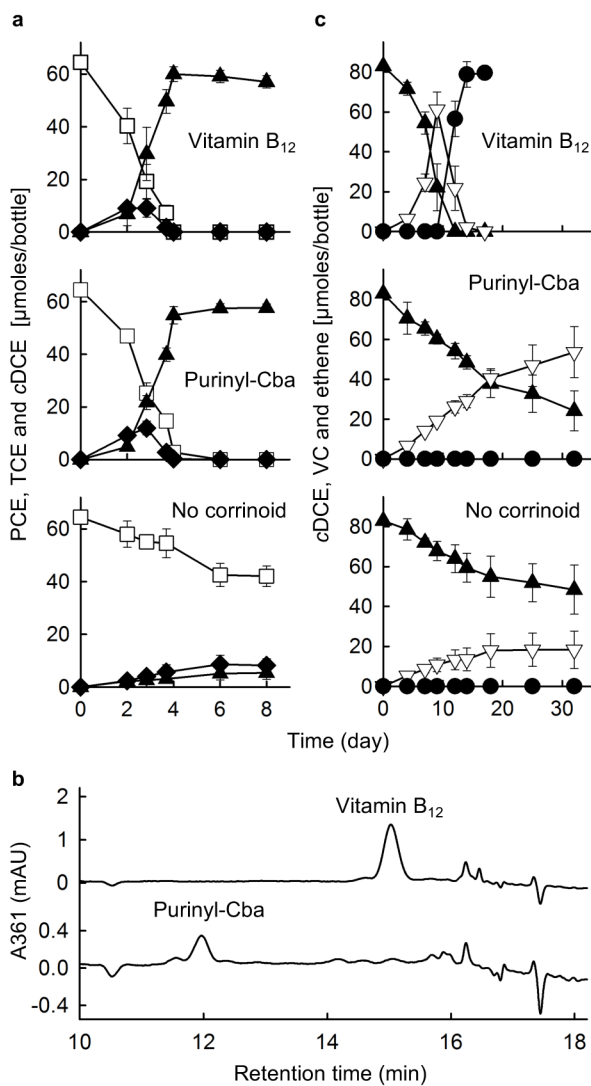 a
PCE, TCE and cDCE [μmoles/bottle]
60
40
20
0
Vitamin B12
60
40
20
0
Purinyl-Cba
80
60
40
20
0
No corrinoid
0 2 4 6 8
c
cDCE, VC and ethene [μmoles/bottle]
80
60
40
20
0
Vitamin B12
Purinyl-Cba
80
60
40
20
0
No corrinoid
100
80
60
40
20
0
0 10 20 30
Time (day)
b
A361 (mAU)
2
1
0
Vitamin B12
0.4
0.0
-0.4
Purinyl-Cba
10 12 14 16 18
Retention time (min)